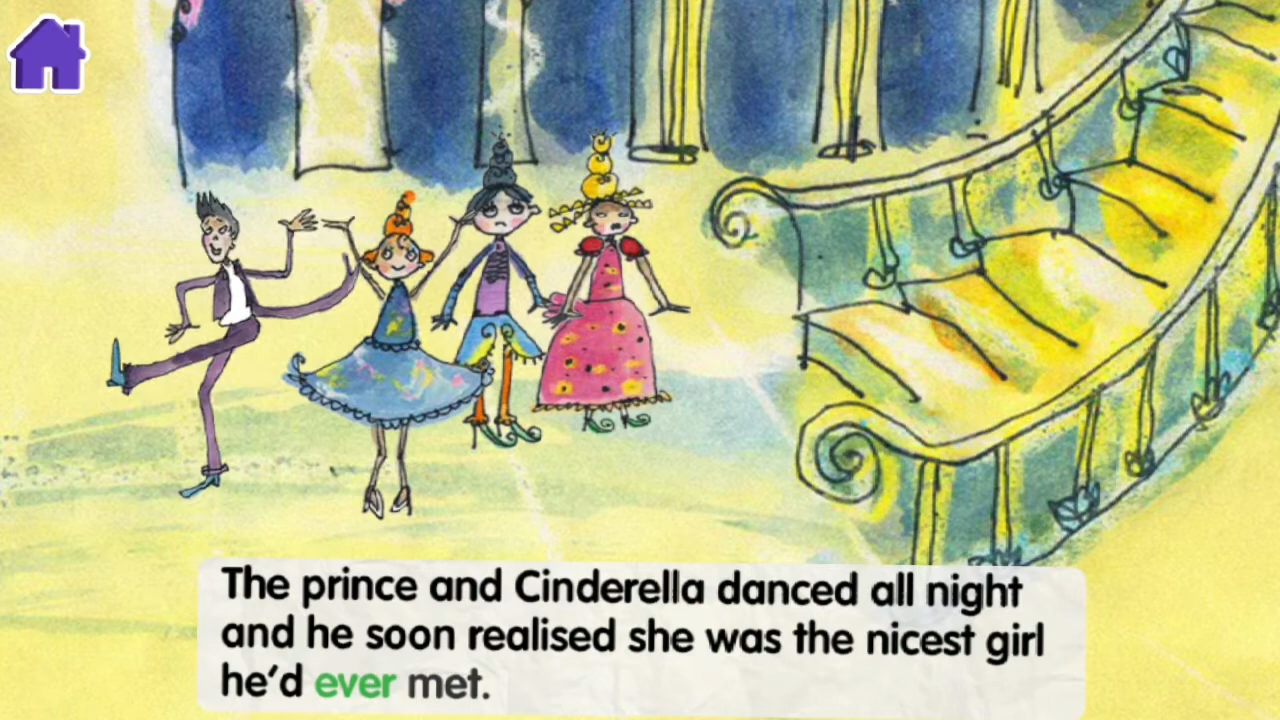 The prince and Cinderella danced all night
and he soon realised she was the nicest girl
he'd ever met.